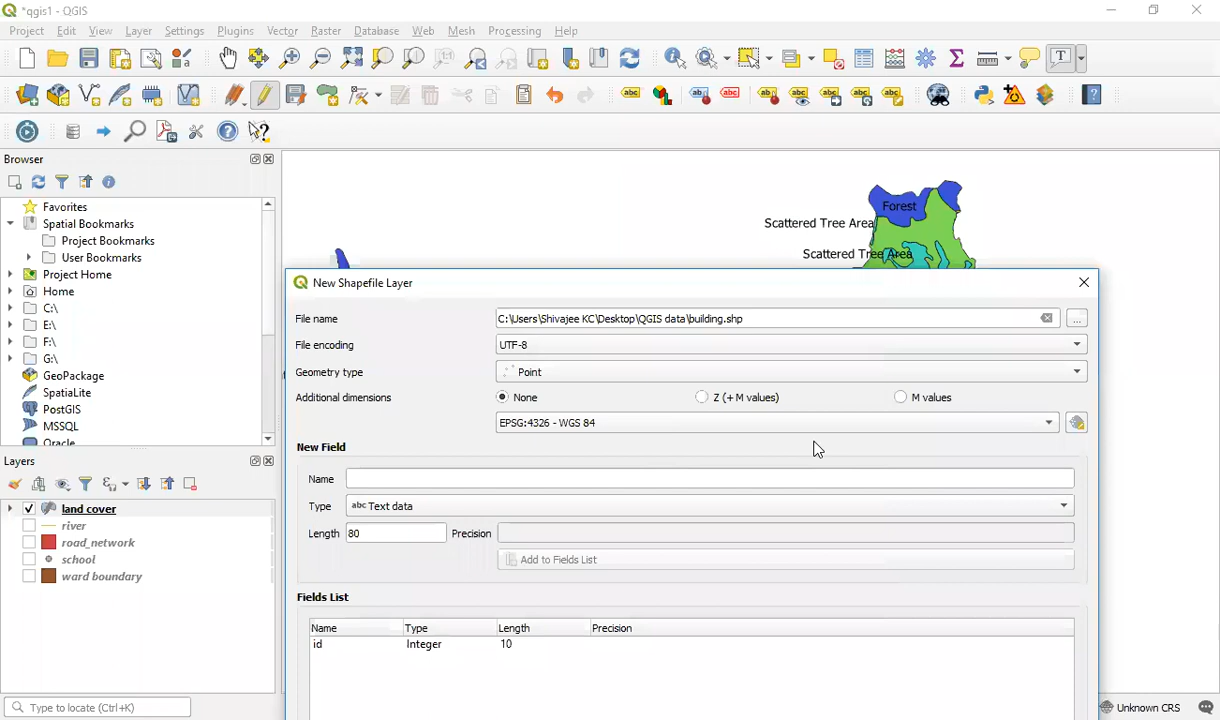 *qgis1 - QGIS
Project Edit View Layer Settings Plugins Vector Raster Database Web Mesh Processing Help
Browser
Favorites
Spatial Bookmarks
Project Bookmarks
User Bookmarks
Project Home
Home
C:\
E:\
F:\
G:\
GeoPackage
SpatiaLite
PostGIS
MSSQL
Oracle
Layers
land cover
river
road_network
school
ward boundary
Type to locate (Ctrl+K)
Forest
Scattered Tree Area
Scattered Tree Area
New Shapefile Layer
File name C:\Users\Shivajee KC\Desktop\QGIS data\building.shp ...
File encoding UTF-8
Geometry type Point
Additional dimensions None Z (+ M values) M values
EPSG:4326 - WGS 84
New Field
Name
Type abc Text data
Length 80 Precision
Add to Fields List
Fields List
Name Type Length Precision
id Integer 10
Unknown CRS